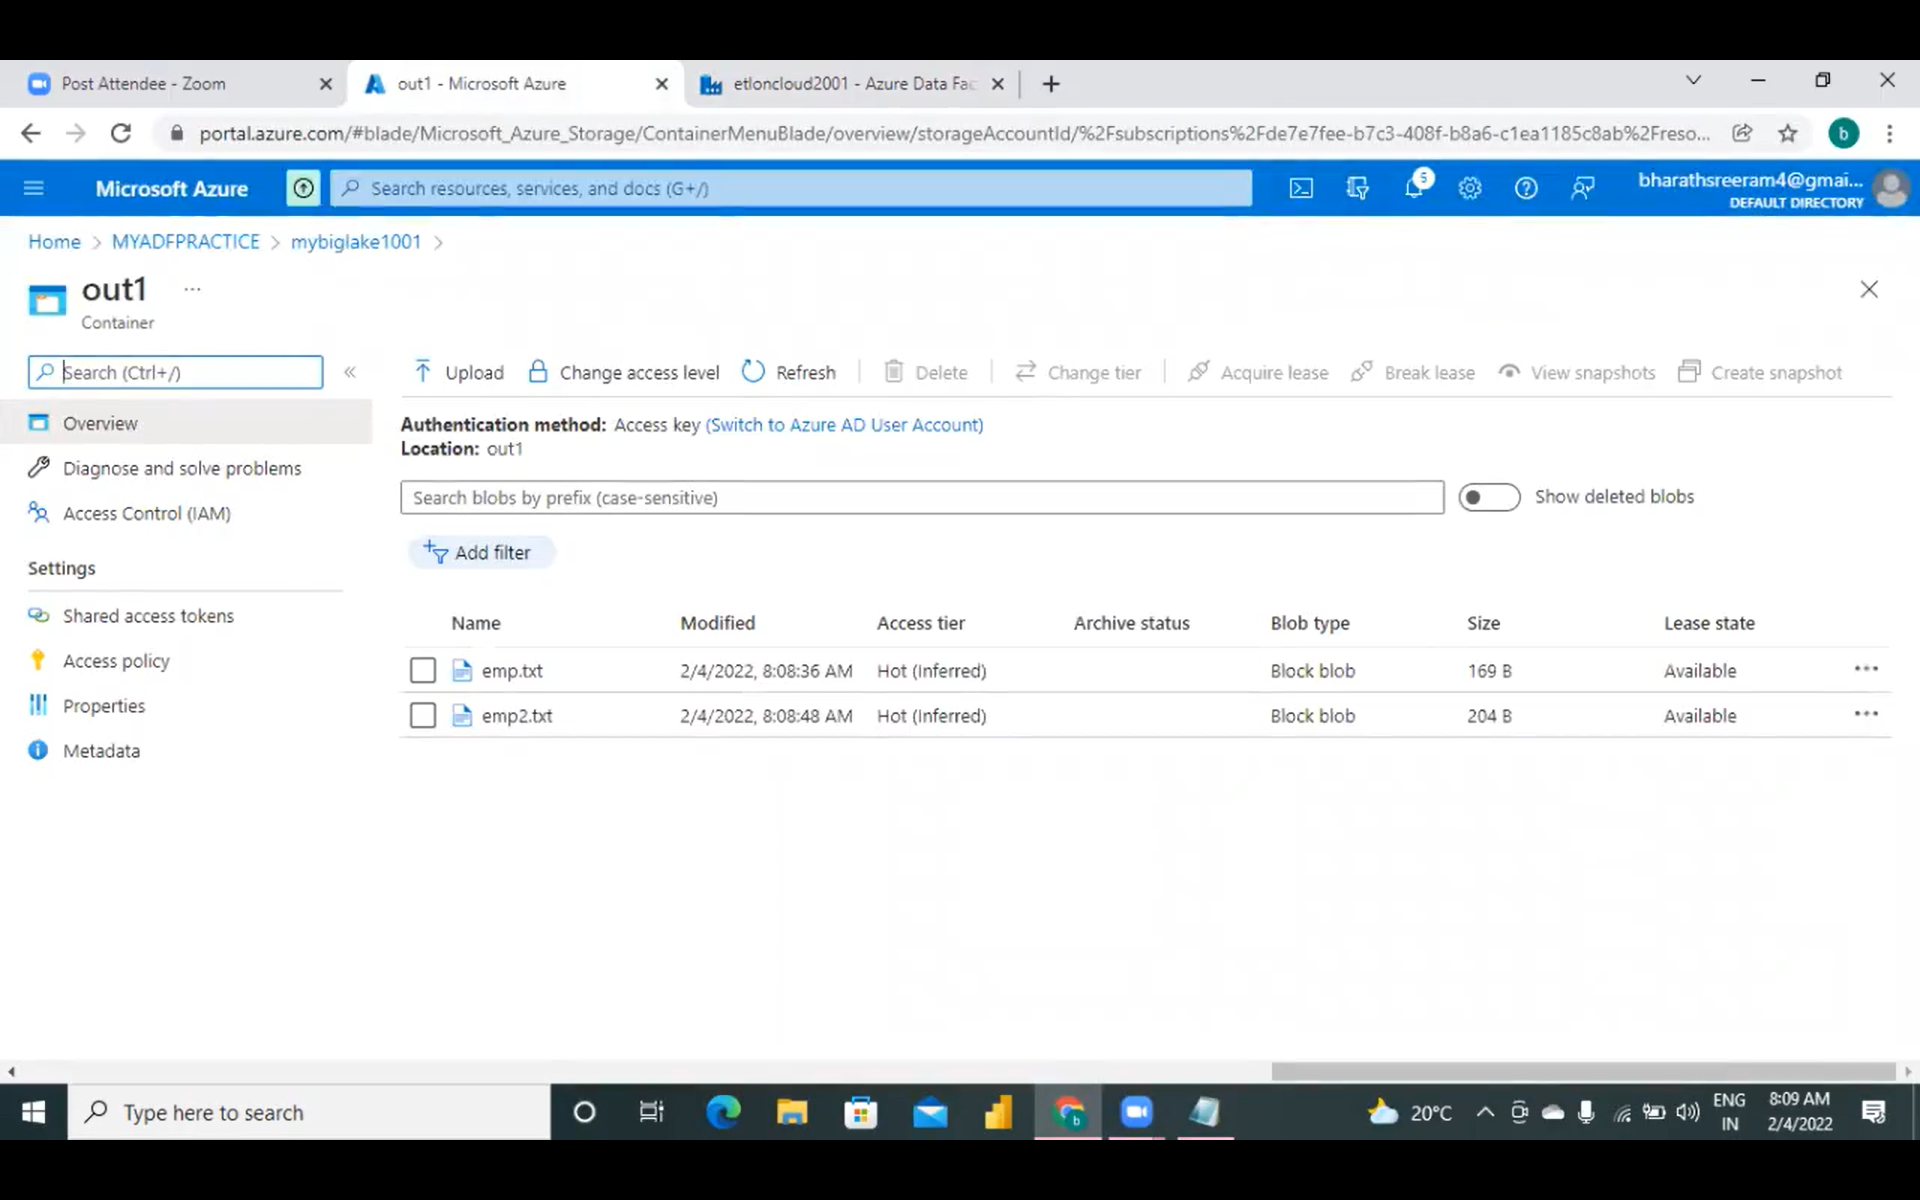 Post Attendee - Zoom
out1 - Microsoft Azure
etloncloud2001 - Azure Data Fac
portal.azure.com/#blade/Microsoft_Azure_Storage/ContainerMenuBlade/overview/storageAccountId/%2Fsubscriptions%2Fde7e7fee-b7c3-408f-b8a6-c1ea1185c8ab%2Freso...
b
Microsoft Azure
Search resources, services, and docs (G+/)
5
bharathsreeram4@gmai...
DEFAULT DIRECTORY
Home > MYADFPRACTICE > mybiglake1001 >
out1 ...
Container
Search (Ctrl+/)
«
Upload Change access level Refresh Delete Change tier Acquire lease Break lease View snapshots Create snapshot
Overview
Diagnose and solve problems
Access Control (IAM)
Settings
Shared access tokens
Access policy
Properties
Metadata
Authentication method: Access key (Switch to Azure AD User Account)
Location: out1
Search blobs by prefix (case-sensitive)
Show deleted blobs
Add filter
Name Modified Access tier Archive status Blob type Size Lease state
emp.txt 2/4/2022, 8:08:36 AM Hot (Inferred) Block blob 169 B Available ...
emp2.txt 2/4/2022, 8:08:48 AM Hot (Inferred) Block blob 204 B Available ...
Type here to search
b
20°C
ENG
IN
8:09 AM
2/4/2022